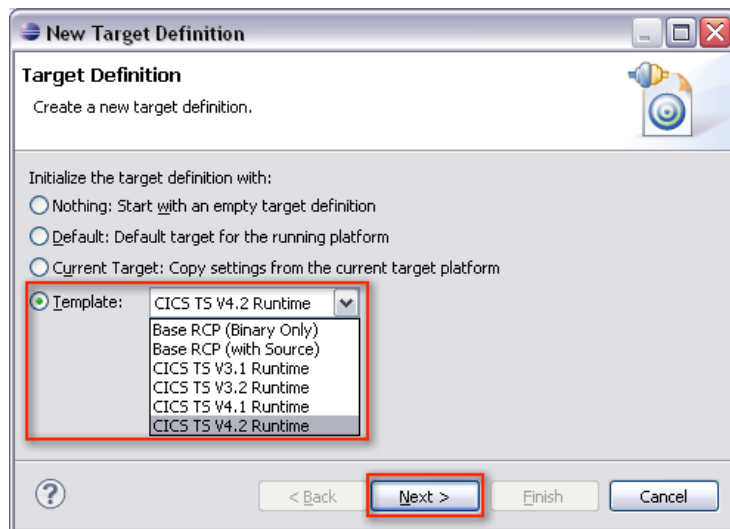 New Target Definition
Target Definition
Create a new target definition.
Initialize the target definition with:
Nothing: Start with an empty target definition
Default: Default target for the running platform
Current Target: Copy settings from the current target platform
Template: CICS TS V4.2 Runtime
Base RCP (Binary Only)
Base RCP (with Source)
CICS TS V3.1 Runtime
CICS TS V3.2 Runtime
CICS TS V4.1 Runtime
CICS TS V4.2 Runtime
? < Back Next > Finish Cancel